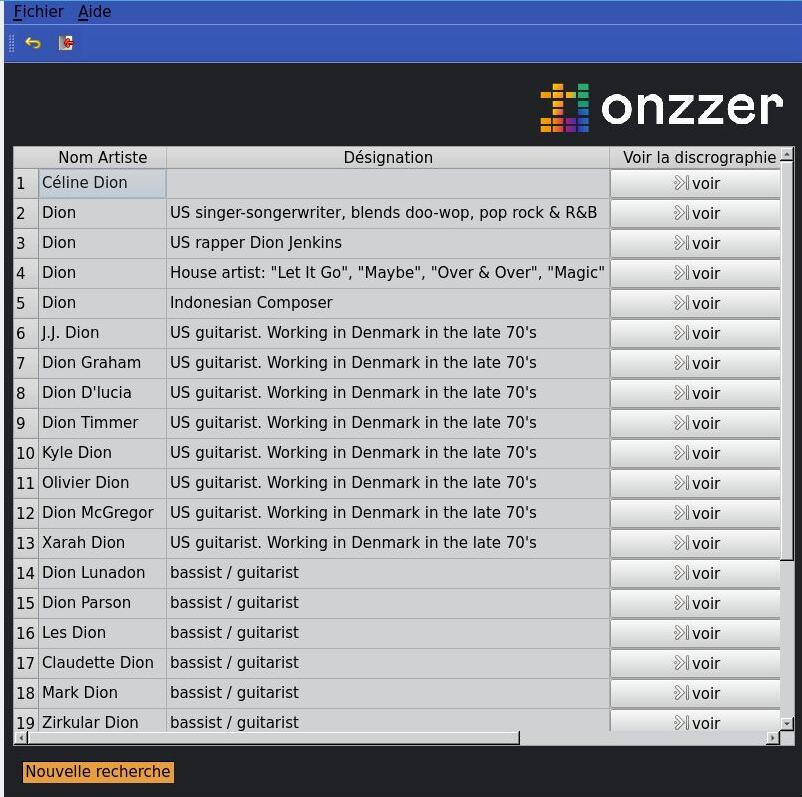 Fichier Aide
onzzer
Nom Artiste Désignation Voir la discrographie
1 Céline Dion voir
2 Dion US singer-songerwriter, blends doo-wop, pop rock & R&B voir
3 Dion US rapper Dion Jenkins voir
4 Dion House artist: "Let It Go", "Maybe", "Over & Over", "Magic" voir
5 Dion Indonesian Composer voir
6 J.J. Dion US guitarist. Working in Denmark in the late 70's voir
7 Dion Graham US guitarist. Working in Denmark in the late 70's voir
8 Dion D'lucia US guitarist. Working in Denmark in the late 70's voir
9 Dion Timmer US guitarist. Working in Denmark in the late 70's voir
10 Kyle Dion US guitarist. Working in Denmark in the late 70's voir
11 Olivier Dion US guitarist. Working in Denmark in the late 70's voir
12 Dion McGregor US guitarist. Working in Denmark in the late 70's voir
13 Xarah Dion US guitarist. Working in Denmark in the late 70's voir
14 Dion Lunadon bassist / guitarist voir
15 Dion Parson bassist / guitarist voir
16 Les Dion bassist / guitarist voir
17 Claudette Dion bassist / guitarist voir
18 Mark Dion bassist / guitarist voir
19 Zirkular Dion bassist / guitarist voir
Nouvelle recherche